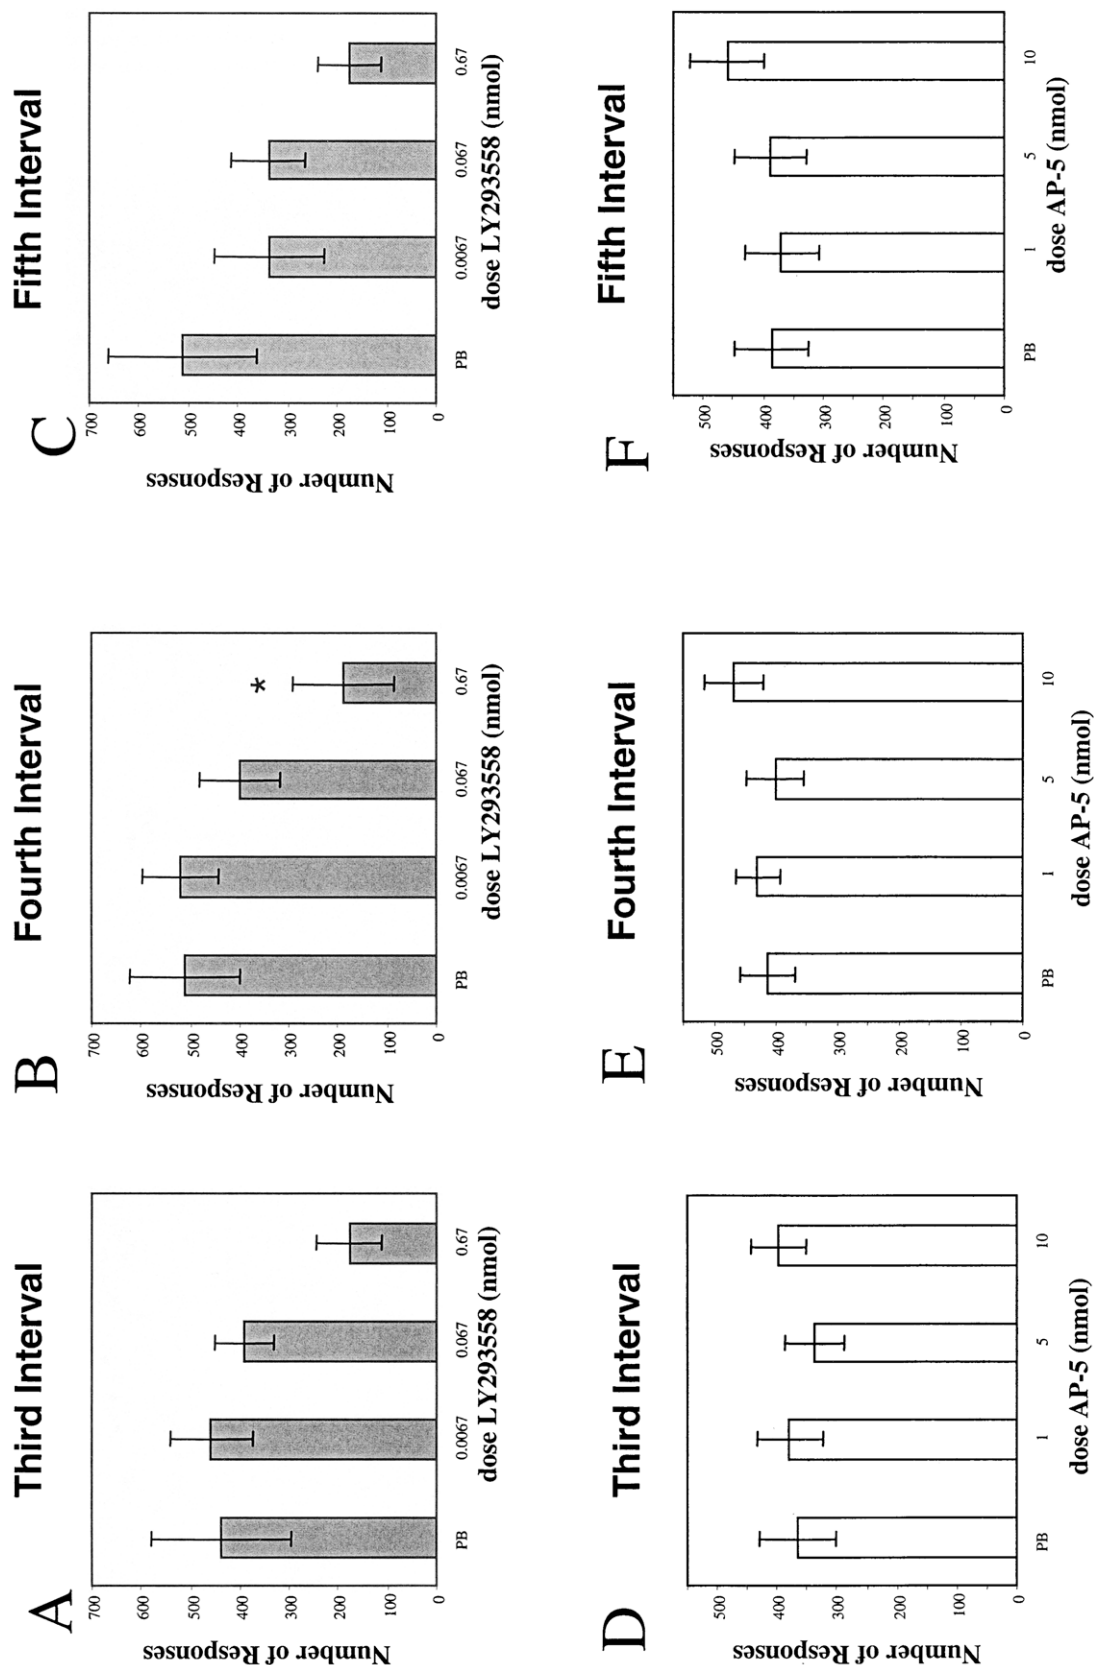 A
Third Interval
Number of Responses
700
600
500
400
300
200
100
0
PB
0.0067
0.067
0.67
dose LY293558 (nmol)
B
Fourth Interval
Number of Responses
700
600
500
400
300
200
100
0
*
PB
0.0067
0.067
0.67
dose LY293558 (nmol)
C
Fifth Interval
Number of Responses
700
600
500
400
300
200
100
0
PB
0.0067
0.067
0.67
dose LY293558 (nmol)
D
Third Interval
Number of Responses
500
400
300
200
100
0
PB
1
5
10
dose AP-5 (nmol)
E
Fourth Interval
Number of Responses
500
400
300
200
100
0
PB
1
5
10
dose AP-5 (nmol)
F
Fifth Interval
Number of Responses
500
400
300
200
100
0
PB
1
5
10
dose AP-5 (nmol)